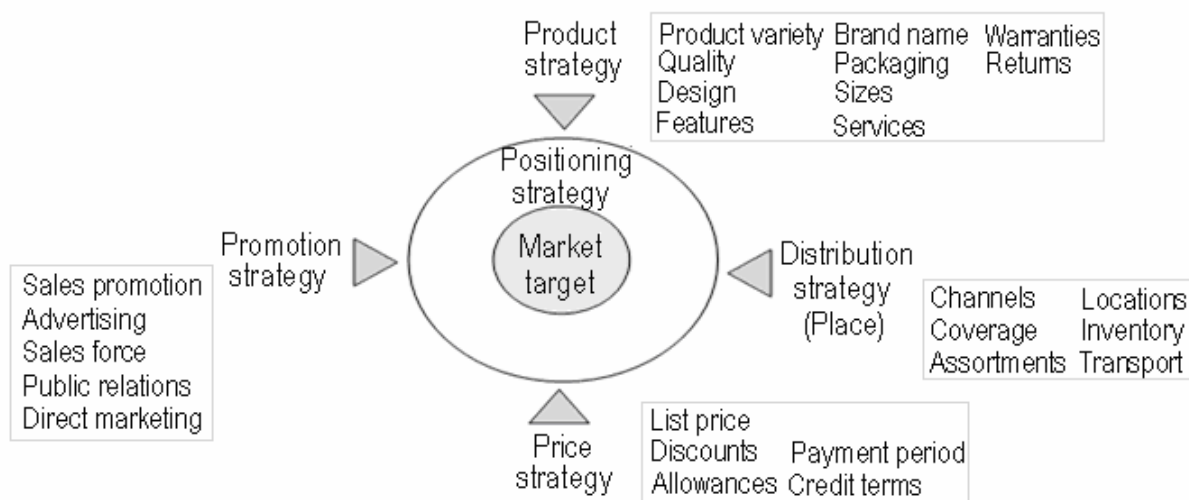 Product
strategy
Product variety Brand name Warranties
Quality Packaging Returns
Design Sizes
Features Services
Positioning
strategy
Market
target
Promotion
strategy
Sales promotion
Advertising
Sales force
Public relations
Direct marketing
Distribution
strategy
(Place)
Channels Locations
Coverage Inventory
Assortments Transport
Price
strategy
List price
Discounts Payment period
Allowances Credit terms